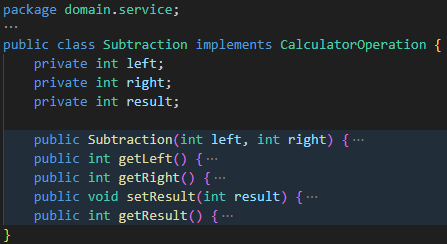 package domain.service;
...
public class Subtraction implements CalculatorOperation {
    private int left;
    private int right;
    private int result;
    public Subtraction(int left, int right) {...
    public int getLeft() {...
    public int getRight() {...
    public void setResult(int result) {...
    public int getResult() {...
}